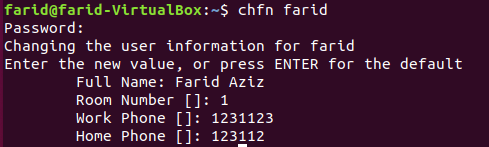 farid@farid-VirtualBox:~$ chfn farid
Password:
Changing the user information for farid
Enter the new value, or press ENTER for the default
Full Name: Farid Aziz
Room Number []: 1
Work Phone []: 1231123
Home Phone []: 123112